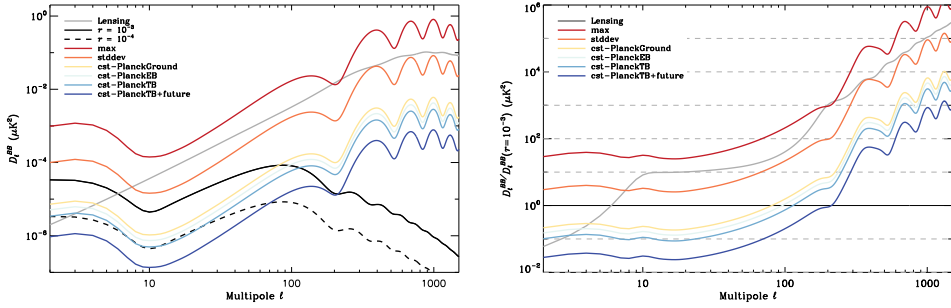 10⁰
10⁻²
10⁻⁴
10⁻⁶
D_ℓ^BB (μK²)
Lensing
r = 10⁻³
r = 10⁻⁴
max
stddev
cst-PlanckGround
cst-PlanckEB
cst-PlanckTB
cst-PlanckTB+future
10
100
1000
Multipole ℓ
10⁶
10⁴
10²
10⁰
10⁻²
D_ℓ^BB/D_ℓ^BB(r=10⁻³) (μK²)
Lensing
max
stddev
cst-PlanckGround
cst-PlanckEB
cst-PlanckTB
cst-PlanckTB+future
10
100
1000
Multipole ℓ